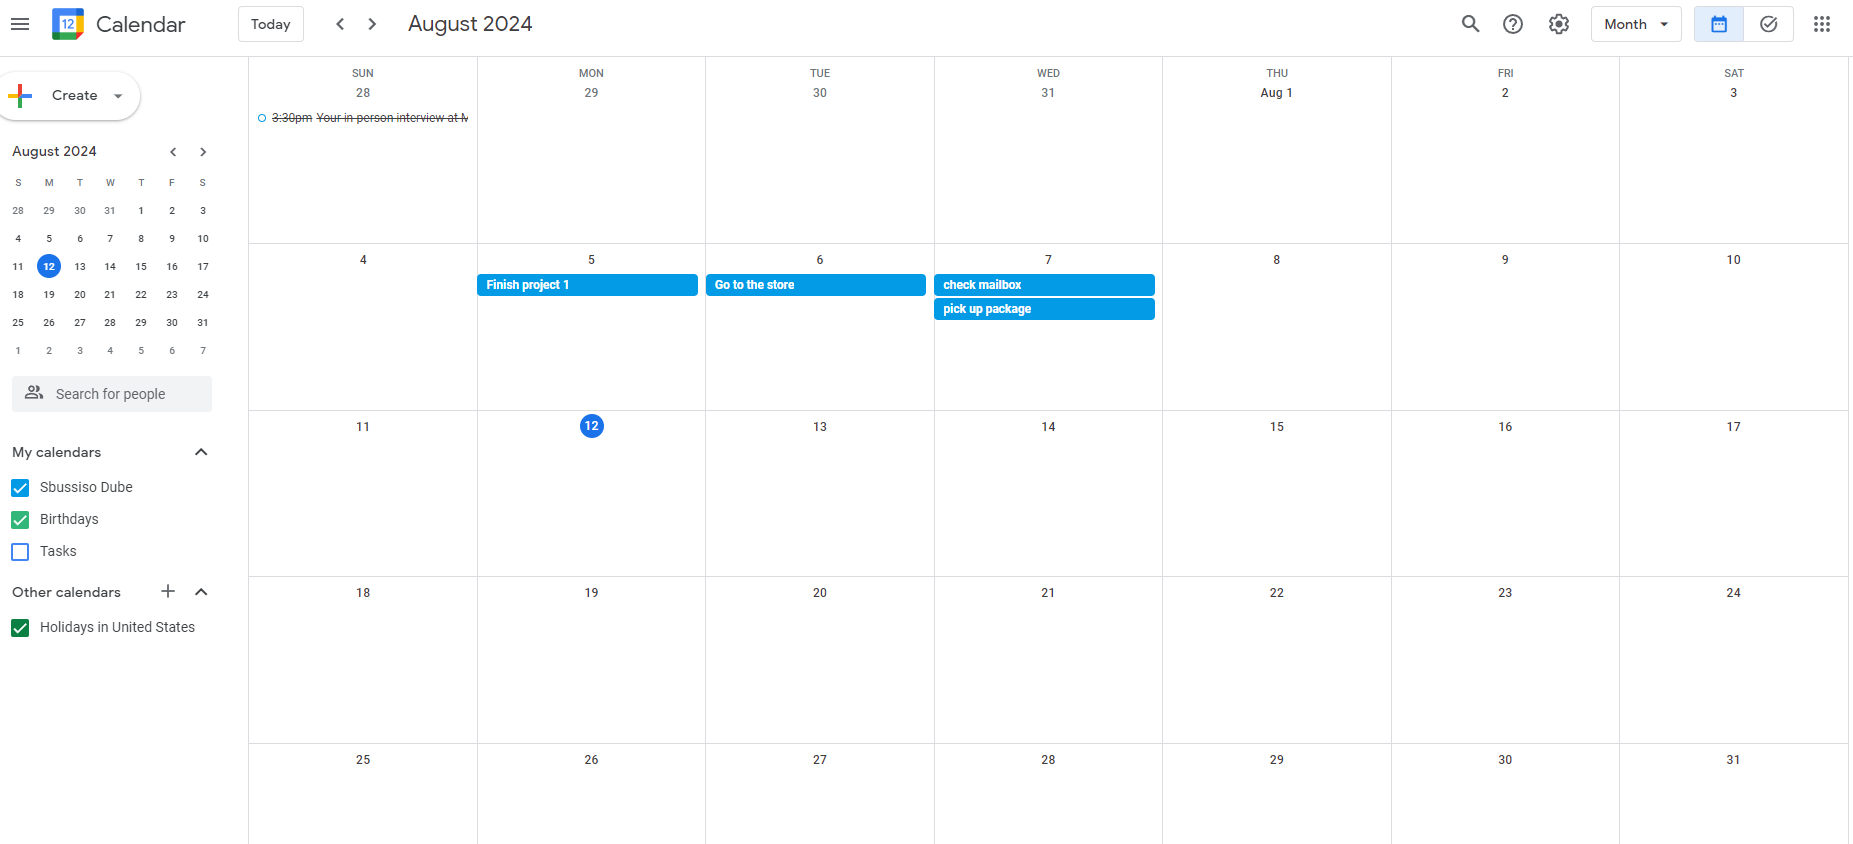 12 Calendar Today August 2024 Month
Create
August 2024
S M T W T F S
28 29 30 31 1 2 3
4 5 6 7 8 9 10
11 12 13 14 15 16 17
18 19 20 21 22 23 24
25 26 27 28 29 30 31
1 2 3 4 5 6 7
Search for people
My calendars
Sbussiso Dube
Birthdays
Tasks
Other calendars
Holidays in United States
SUN MON TUE WED THU FRI SAT
28 29 30 31 Aug 1 2 3
3:30pm Your in person interview at
4 5 6 7 8 9 10
Finish project 1 Go to the store check mailbox
pick up package
11 12 13 14 15 16 17
18 19 20 21 22 23 24
25 26 27 28 29 30 31